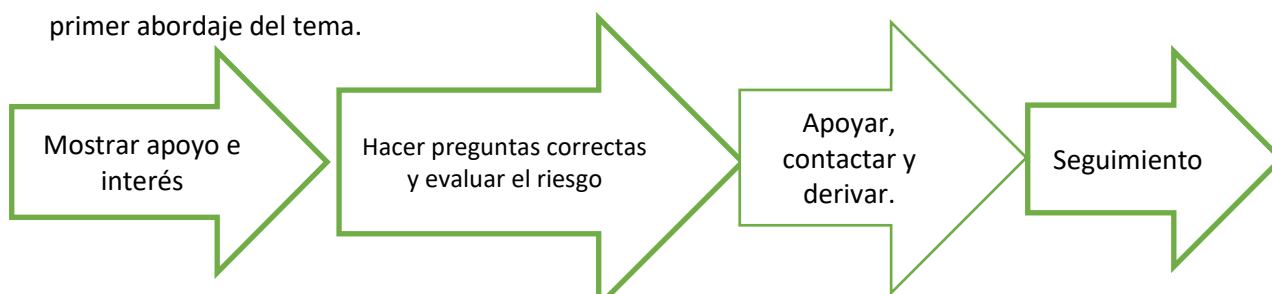 primer abordaje del tema.
Mostrar apoyo e
interés
Hacer preguntas correctas
y evaluar el riesgo
Apoyar,
contactar y
derivar.
Seguimiento